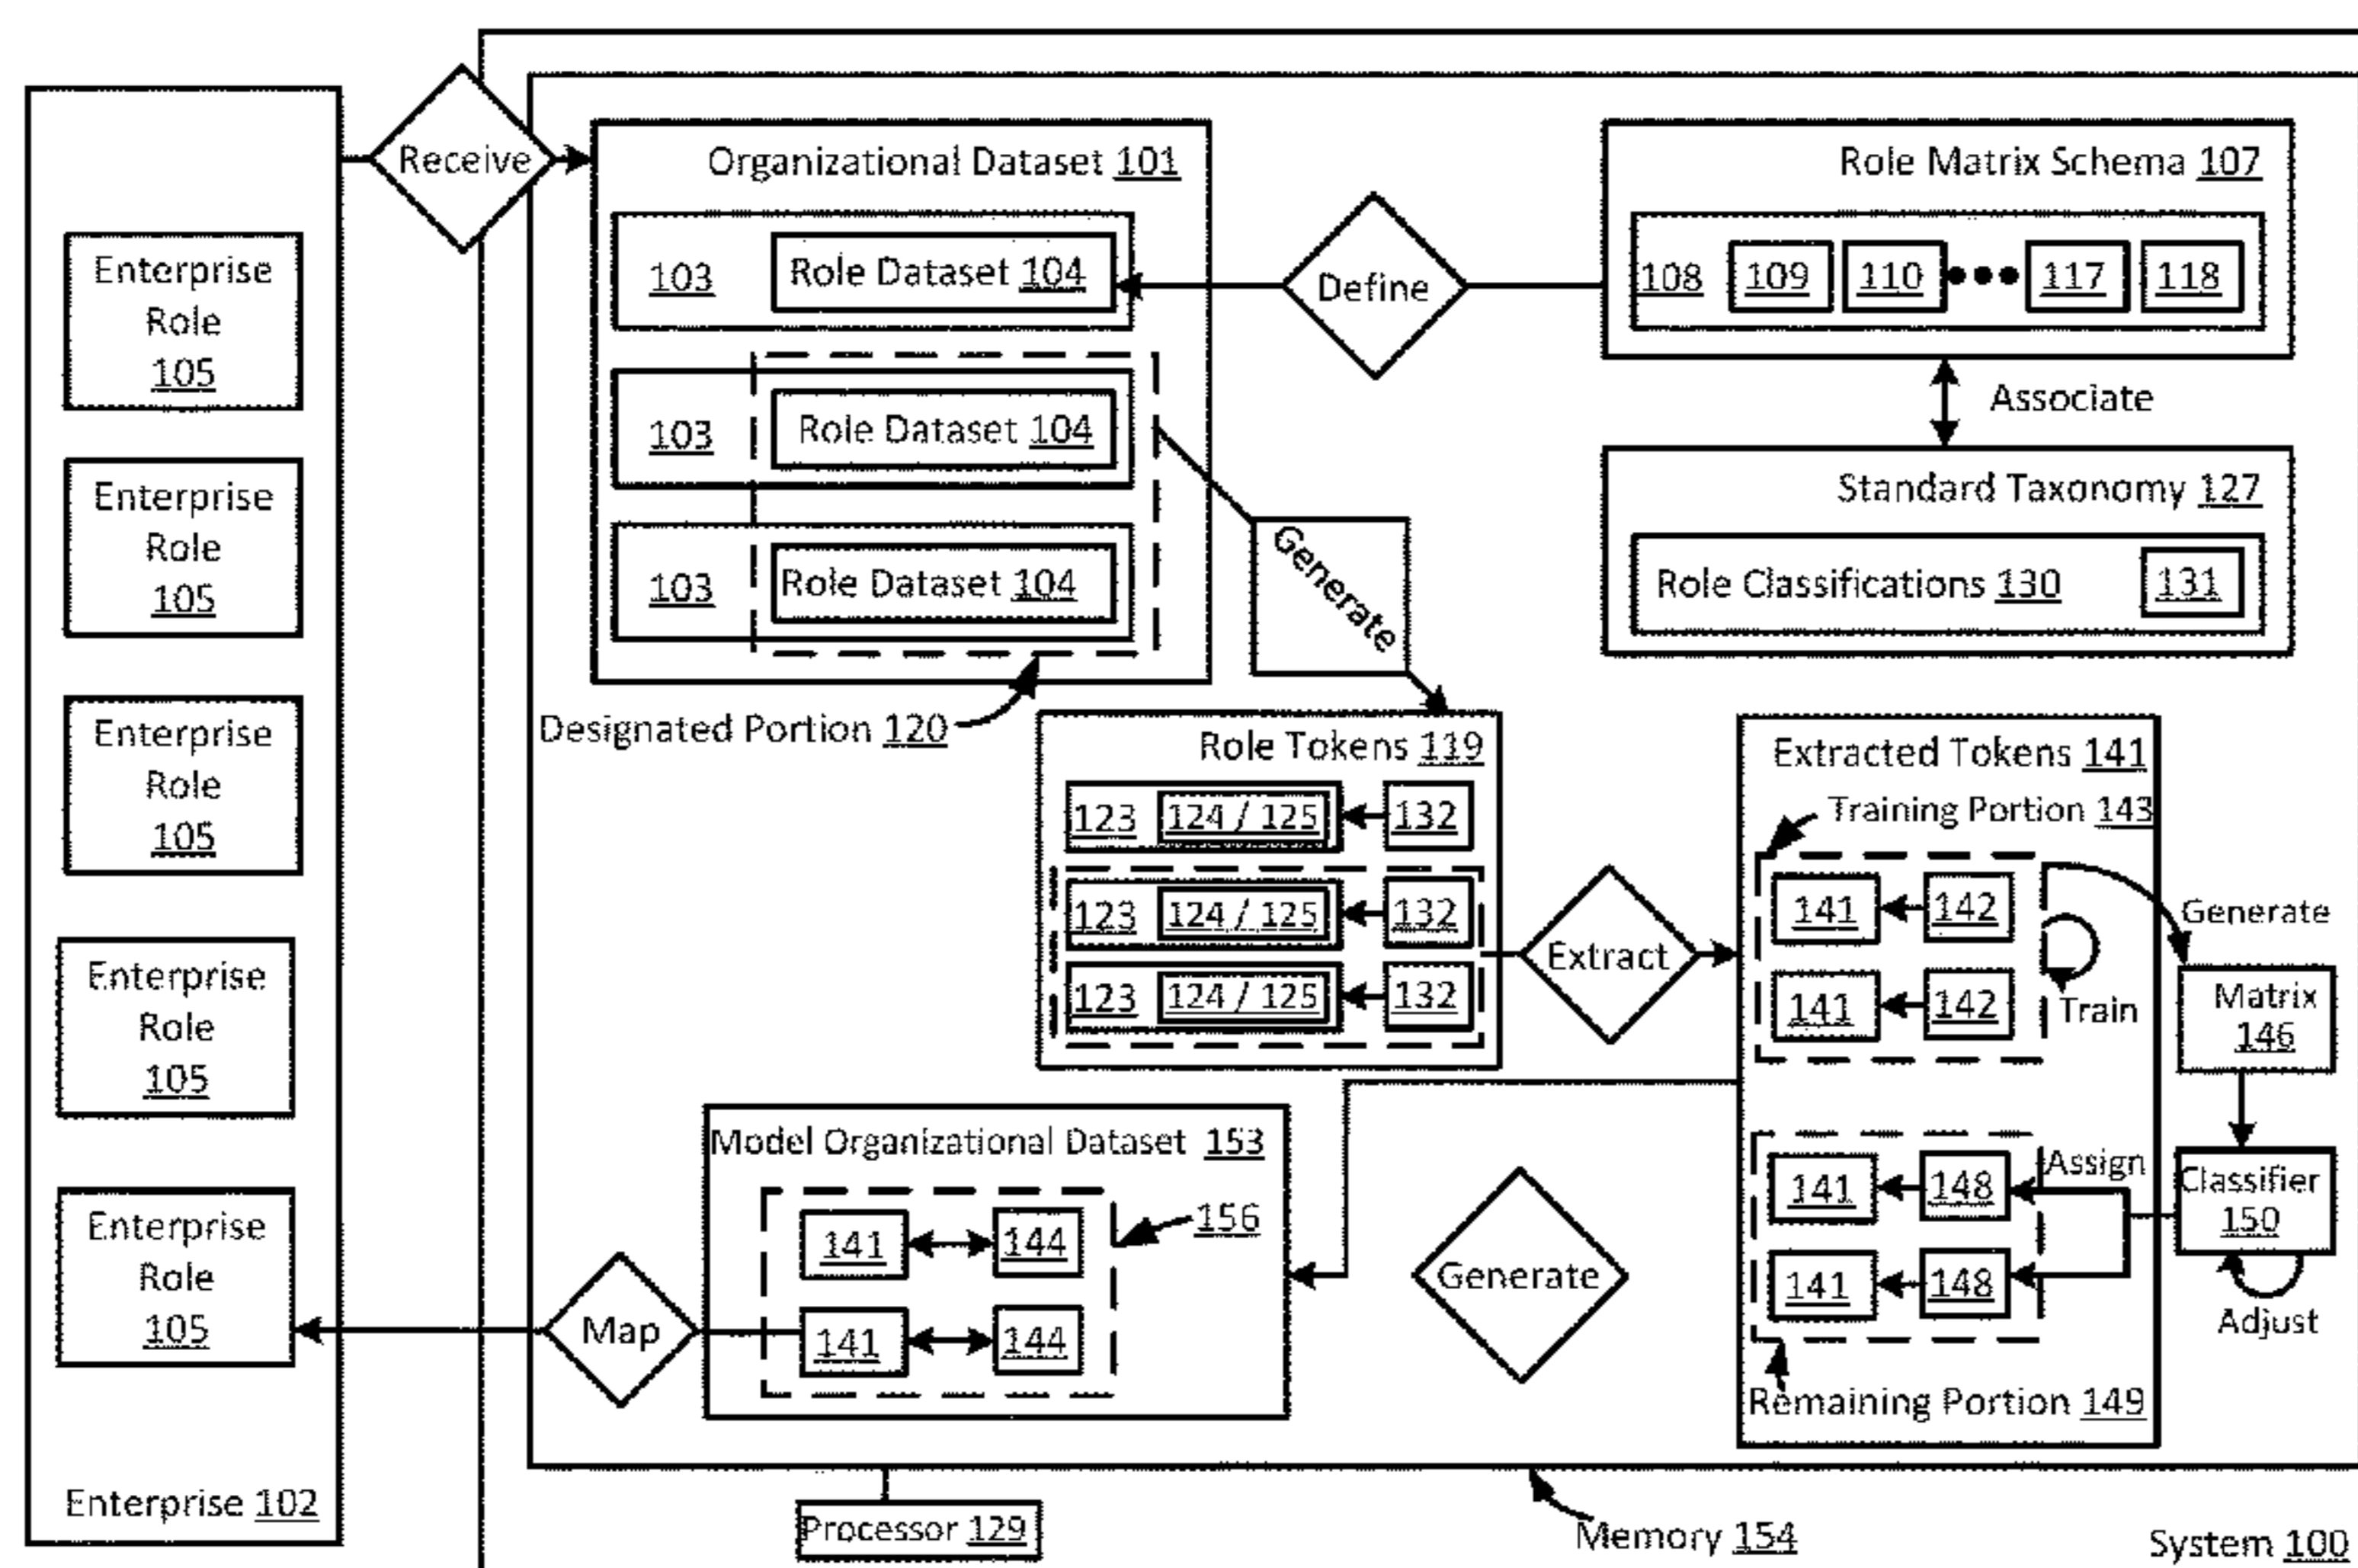 Enterprise
Role
105
Enterprise
Role
105
Enterprise
Role
105
Enterprise
Role
105
Enterprise
Role
105
Enterprise 102
Receive
Organizational Dataset 101
103
Role Dataset 104
103
Role Dataset 104
103
Role Dataset 104
Designated Portion 120
Define
Role Matrix Schema 107
108
109
110
117
118
Associate
Standard Taxonomy 127
Role Classifications 130
131
Generate
Role Tokens 119
123
124 / 125
132
123
124 / 125
132
123
124 / 125
132
Extract
Extracted Tokens 141
Training Portion 143
141
142
141
142
Train
Generate
Matrix
146
Classifier
150
Adjust
Assign
141
148
141
148
Remaining Portion 149
Generate
Model Organizational Dataset 153
141
144
156
141
144
Map
Processor 129
Memory 154
System 100